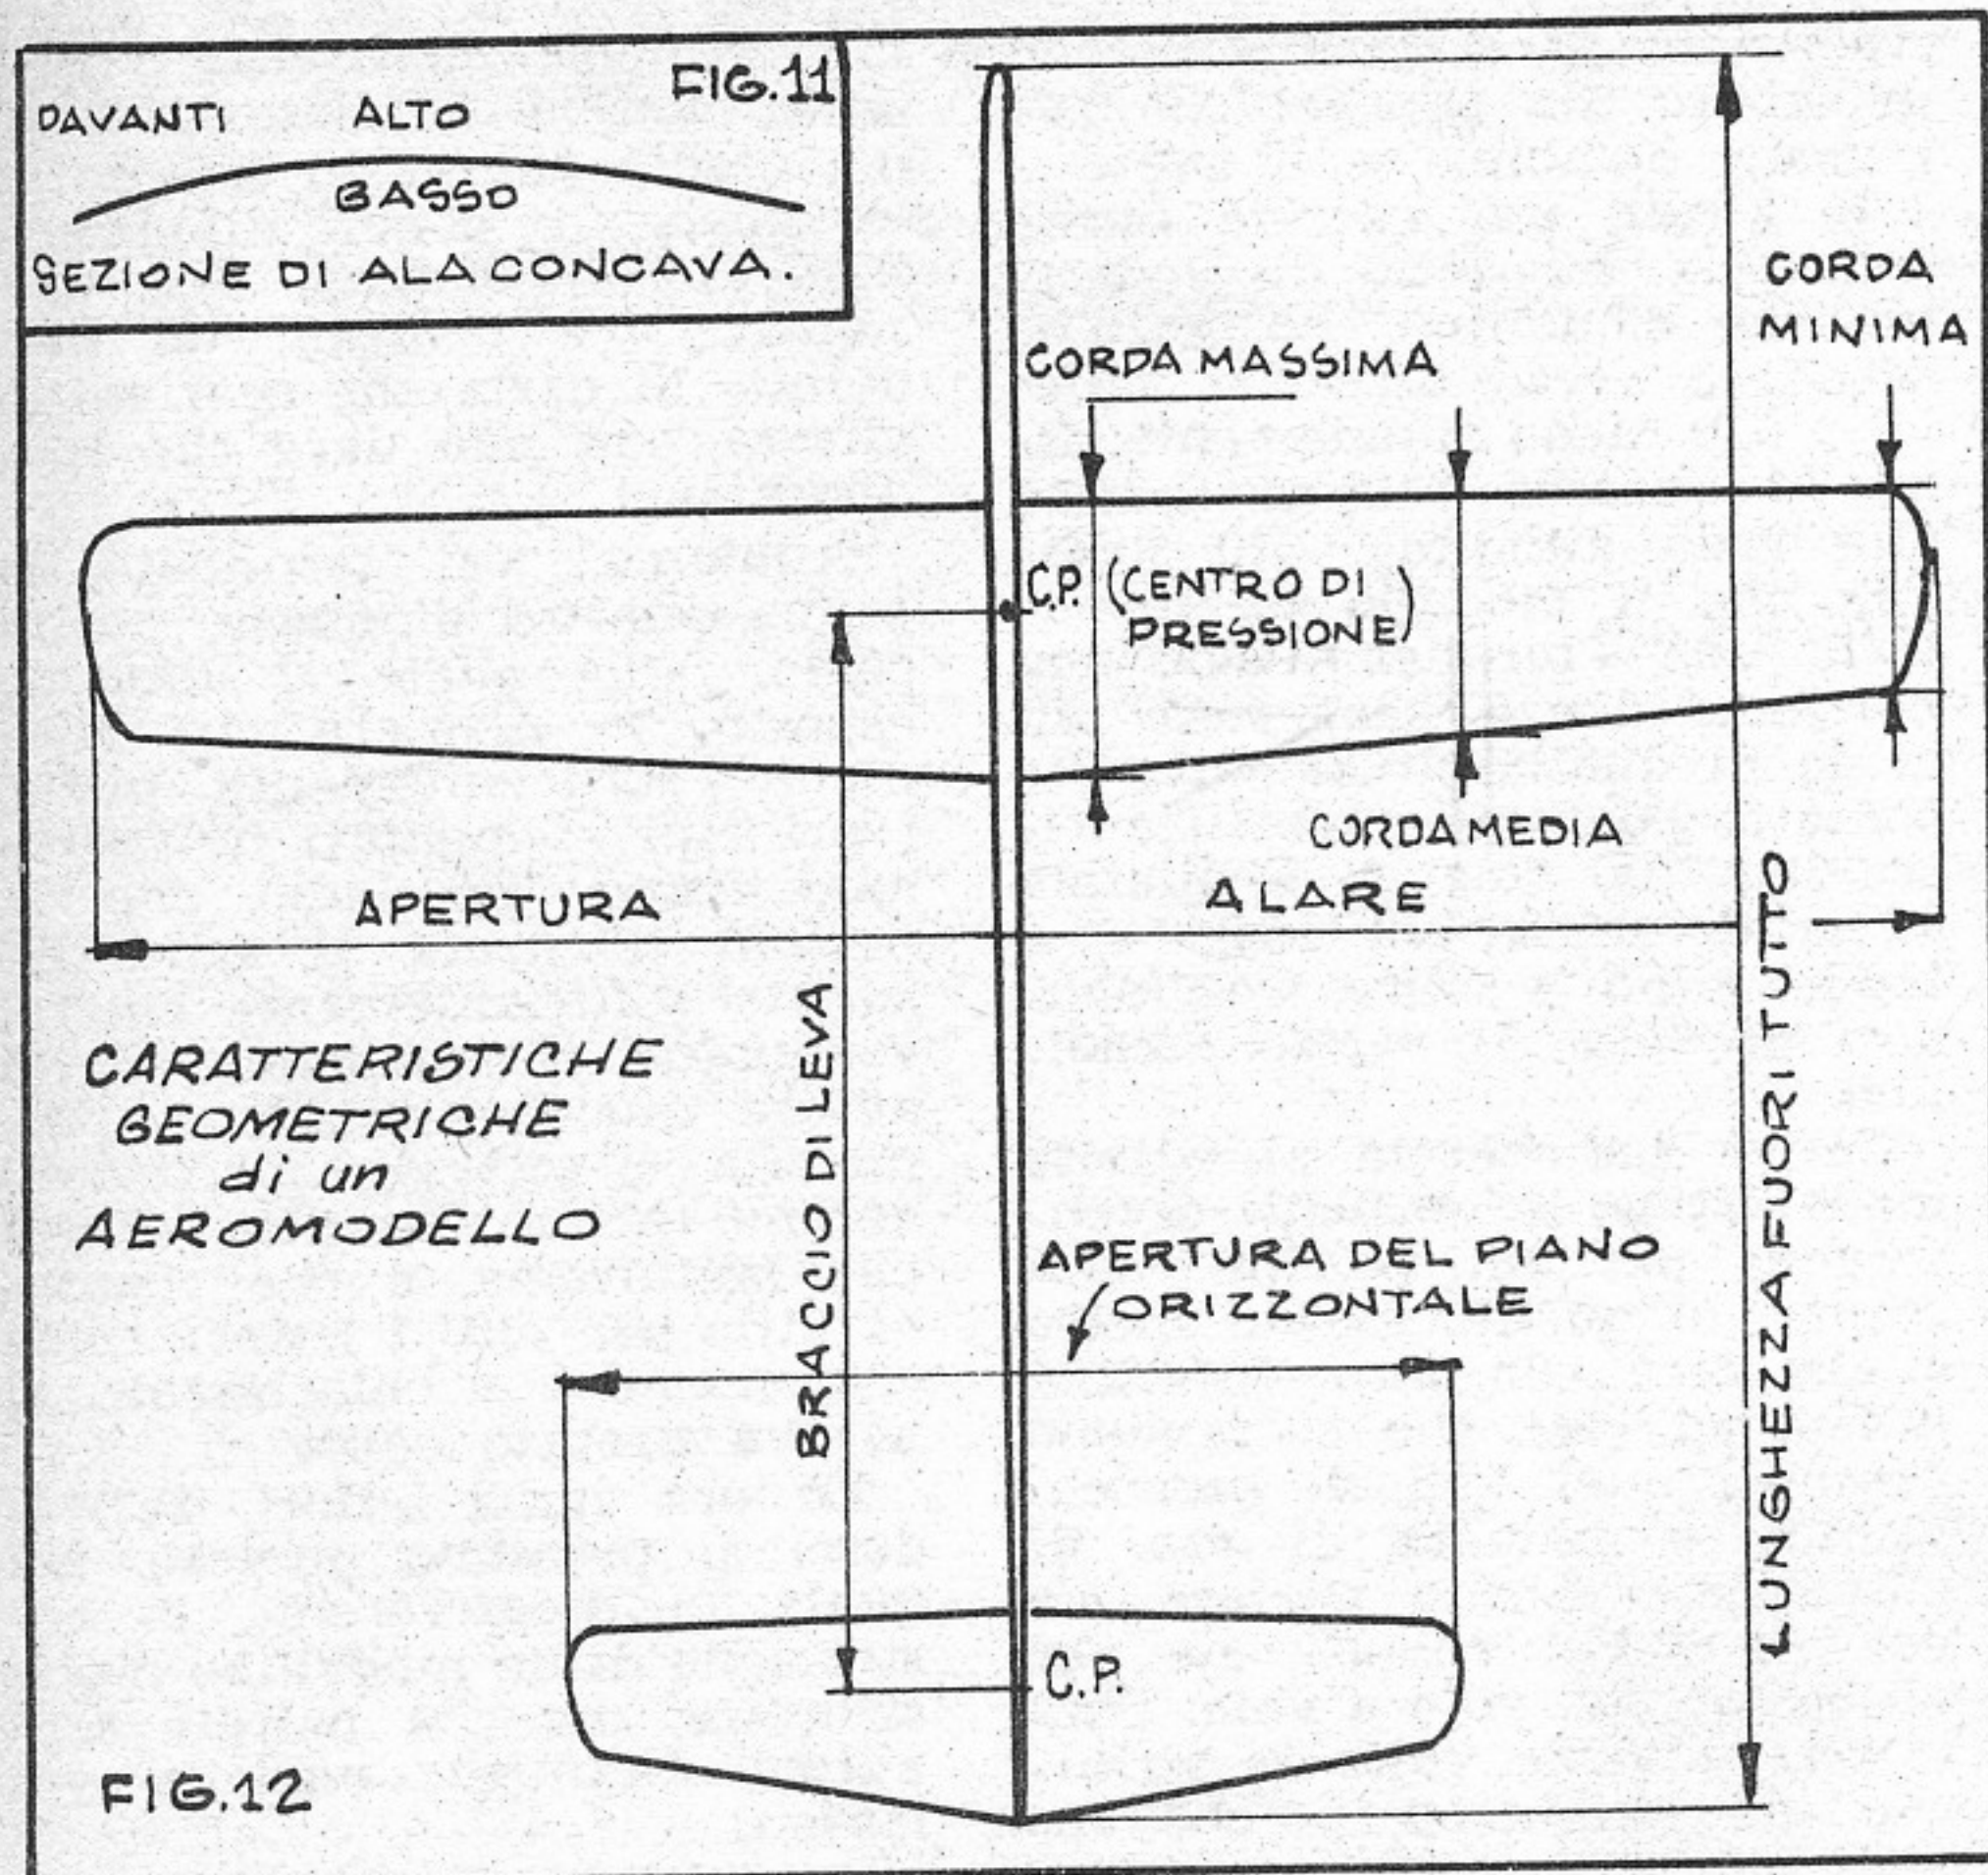 FIG.11
DAVANTI ALTO
BASSO
SEZIONE DI ALA CONCAVA.
CORDA
MINIMA
CORDA MASSIMA
C.P. (CENTRO DI
PRESSIONE)
CORDA MEDIA
APERTURA ALARE
BRACCIO DI LEVA
LUNGHEZZA FUORI TUTTO
CARATTERISTICHE
GEOMETRICHE
di un
AEROMODELLO
APERTURA DEL PIANO
ORIZZONTALE
C.P.
FIG.12